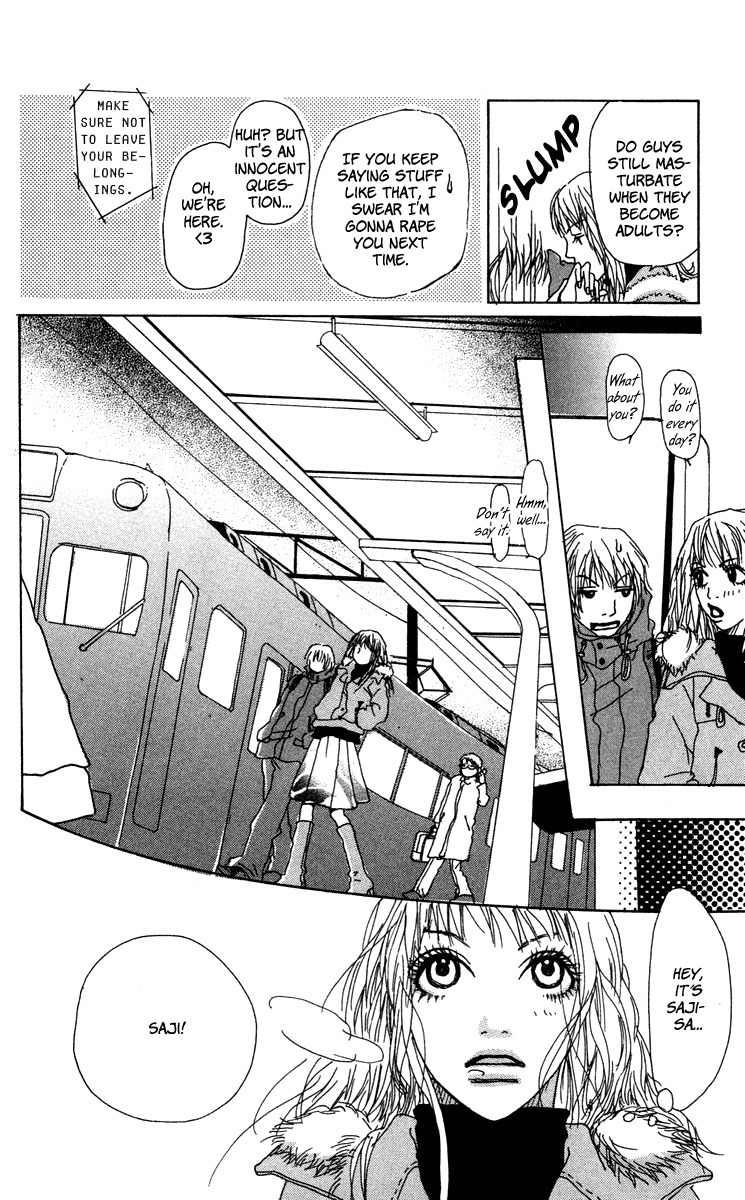 DO GUYS
STILL MAS-
TURBATE
WHEN THEY
BECOME
ADULTS?
SLUMP
IF YOU KEEP
SAYING STUFF
LIKE THAT, I
SWEAR I'M
GONNA RAPE
YOU NEXT
TIME.
HUH? BUT
IT'S AN
INNOCENT
QUES-
TION...
OH,
WE'RE
HERE.
<3
MAKE
SURE NOT
TO LEAVE
YOUR BE-
LONG-
INGS.
You
do it
every
day?
What
about
you?
Hmm,
well...
Don't
say it.
HEY,
IT'S
SAJI-
SA...
SAJI!